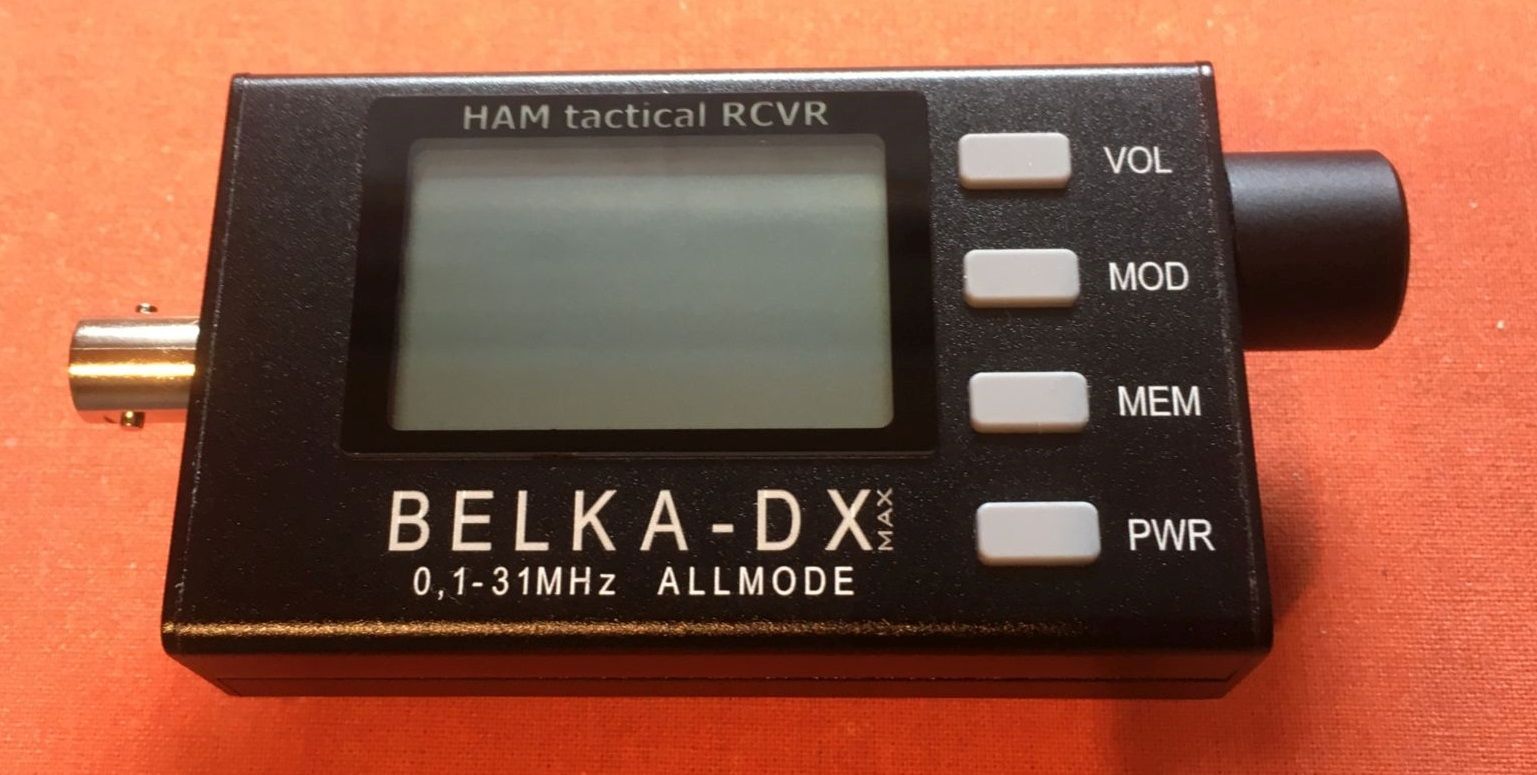 HAM tactical RCVR
VOL
MOD
MEM
PWR
BELKA-DX MAX
0,1-31MHz ALLMODE